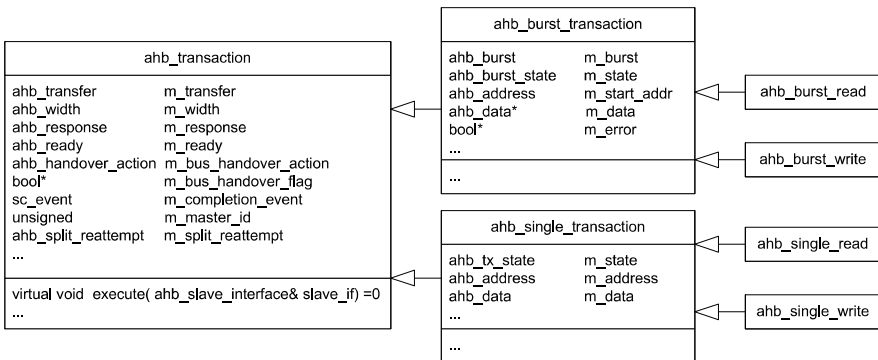 ahb_transaction
ahb_transfer m_transfer
ahb_width m_width
ahb_response m_response
ahb_ready m_ready
ahb_handover_action m_bus_handover_action
bool* m_bus_handover_flag
sc_event m_completion_event
unsigned m_master_id
ahb_split_reattempt m_split_reattempt
...
virtual void execute( ahb_slave_interface& slave_if) =0
...
ahb_burst_transaction
ahb_burst m_burst
ahb_burst_state m_state
ahb_address m_start_addr
ahb_data* m_data
bool* m_error
...
...
ahb_single_transaction
ahb_tx_state m_state
ahb_address m_address
ahb_data m_data
...
...
ahb_burst_read
ahb_burst_write
ahb_single_read
ahb_single_write